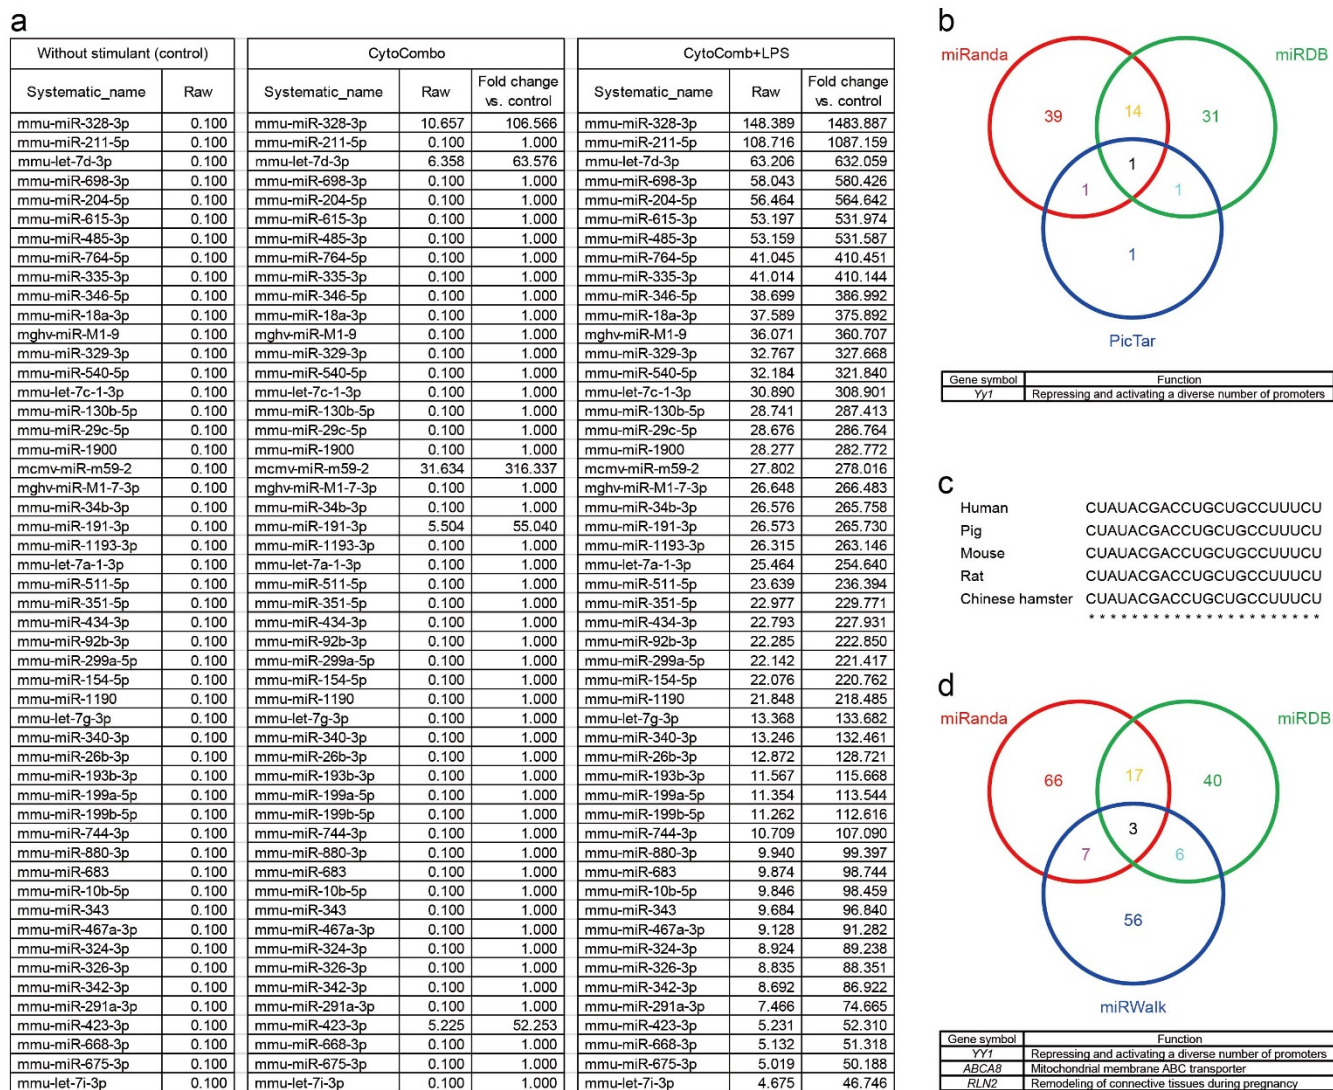 a
Without stimulant (control) CytoCombo CytoComb+LPS
Systematic_name Raw Systematic_name Raw Fold change vs. control Systematic_name Raw Fold change vs. control
mmu-miR-328-3p 0.100 mmu-miR-328-3p 10.657 106.566 mmu-miR-328-3p 148.389 1483.887
mmu-miR-211-5p 0.100 mmu-miR-211-5p 0.100 1.000 mmu-miR-211-5p 108.716 1087.159
mmu-let-7d-3p 0.100 mmu-let-7d-3p 6.358 63.576 mmu-let-7d-3p 63.206 632.059
mmu-miR-698-3p 0.100 mmu-miR-698-3p 0.100 1.000 mmu-miR-698-3p 58.043 580.426
mmu-miR-204-5p 0.100 mmu-miR-204-5p 0.100 1.000 mmu-miR-204-5p 56.464 564.642
mmu-miR-615-3p 0.100 mmu-miR-615-3p 0.100 1.000 mmu-miR-615-3p 53.197 531.974
mmu-miR-485-3p 0.100 mmu-miR-485-3p 0.100 1.000 mmu-miR-485-3p 53.159 531.587
mmu-miR-764-5p 0.100 mmu-miR-764-5p 0.100 1.000 mmu-miR-764-5p 41.045 410.451
mmu-miR-335-3p 0.100 mmu-miR-335-3p 0.100 1.000 mmu-miR-335-3p 41.014 410.144
mmu-miR-346-5p 0.100 mmu-miR-346-5p 0.100 1.000 mmu-miR-346-5p 38.699 386.992
mmu-miR-18a-3p 0.100 mmu-miR-18a-3p 0.100 1.000 mmu-miR-18a-3p 37.589 375.892
mghv-miR-M1-9 0.100 mghv-miR-M1-9 0.100 1.000 mghv-miR-M1-9 36.071 360.707
mmu-miR-329-3p 0.100 mmu-miR-329-3p 0.100 1.000 mmu-miR-329-3p 32.767 327.668
mmu-miR-540-5p 0.100 mmu-miR-540-5p 0.100 1.000 mmu-miR-540-5p 32.184 321.840
mmu-let-7c-1-3p 0.100 mmu-let-7c-1-3p 0.100 1.000 mmu-let-7c-1-3p 30.890 308.901
mmu-miR-130b-5p 0.100 mmu-miR-130b-5p 0.100 1.000 mmu-miR-130b-5p 28.741 287.413
mmu-miR-29c-5p 0.100 mmu-miR-29c-5p 0.100 1.000 mmu-miR-29c-5p 28.676 286.764
mmu-miR-1900 0.100 mmu-miR-1900 0.100 1.000 mmu-miR-1900 28.277 282.772
mcmv-miR-m59-2 0.100 mcmv-miR-m59-2 31.634 316.337 mcmv-miR-m59-2 27.802 278.016
mghv-miR-M1-7-3p 0.100 mghv-miR-M1-7-3p 0.100 1.000 mghv-miR-M1-7-3p 26.648 266.483
mmu-miR-34b-3p 0.100 mmu-miR-34b-3p 0.100 1.000 mmu-miR-34b-3p 26.576 265.758
mmu-miR-191-3p 0.100 mmu-miR-191-3p 5.504 55.040 mmu-miR-191-3p 26.573 265.730
mmu-miR-1193-3p 0.100 mmu-miR-1193-3p 0.100 1.000 mmu-miR-1193-3p 26.315 263.146
mmu-let-7a-1-3p 0.100 mmu-let-7a-1-3p 0.100 1.000 mmu-let-7a-1-3p 25.464 254.640
mmu-miR-511-5p 0.100 mmu-miR-511-5p 0.100 1.000 mmu-miR-511-5p 23.639 236.394
mmu-miR-351-5p 0.100 mmu-miR-351-5p 0.100 1.000 mmu-miR-351-5p 22.977 229.771
mmu-miR-434-3p 0.100 mmu-miR-434-3p 0.100 1.000 mmu-miR-434-3p 22.793 227.931
mmu-miR-92b-3p 0.100 mmu-miR-92b-3p 0.100 1.000 mmu-miR-92b-3p 22.285 222.850
mmu-miR-299a-5p 0.100 mmu-miR-299a-5p 0.100 1.000 mmu-miR-299a-5p 22.142 221.417
mmu-miR-154-5p 0.100 mmu-miR-154-5p 0.100 1.000 mmu-miR-154-5p 22.076 220.762
mmu-miR-1190 0.100 mmu-miR-1190 0.100 1.000 mmu-miR-1190 21.848 218.485
mmu-let-7g-3p 0.100 mmu-let-7g-3p 0.100 1.000 mmu-let-7g-3p 13.368 133.682
mmu-miR-340-3p 0.100 mmu-miR-340-3p 0.100 1.000 mmu-miR-340-3p 13.246 132.461
mmu-miR-26b-3p 0.100 mmu-miR-26b-3p 0.100 1.000 mmu-miR-26b-3p 12.872 128.721
mmu-miR-193b-3p 0.100 mmu-miR-193b-3p 0.100 1.000 mmu-miR-193b-3p 11.567 115.668
mmu-miR-199a-5p 0.100 mmu-miR-199a-5p 0.100 1.000 mmu-miR-199a-5p 11.354 113.544
mmu-miR-199b-5p 0.100 mmu-miR-199b-5p 0.100 1.000 mmu-miR-199b-5p 11.262 112.616
mmu-miR-744-3p 0.100 mmu-miR-744-3p 0.100 1.000 mmu-miR-744-3p 10.709 107.090
mmu-miR-880-3p 0.100 mmu-miR-880-3p 0.100 1.000 mmu-miR-880-3p 9.940 99.397
mmu-miR-683 0.100 mmu-miR-683 0.100 1.000 mmu-miR-683 9.874 98.744
mmu-miR-10b-5p 0.100 mmu-miR-10b-5p 0.100 1.000 mmu-miR-10b-5p 9.846 98.459
mmu-miR-343 0.100 mmu-miR-343 0.100 1.000 mmu-miR-343 9.684 96.840
mmu-miR-467a-3p 0.100 mmu-miR-467a-3p 0.100 1.000 mmu-miR-467a-3p 9.128 91.282
mmu-miR-324-3p 0.100 mmu-miR-324-3p 0.100 1.000 mmu-miR-324-3p 8.924 89.238
mmu-miR-326-3p 0.100 mmu-miR-326-3p 0.100 1.000 mmu-miR-326-3p 8.835 88.351
mmu-miR-342-3p 0.100 mmu-miR-342-3p 0.100 1.000 mmu-miR-342-3p 8.692 86.922
mmu-miR-291a-3p 0.100 mmu-miR-291a-3p 0.100 1.000 mmu-miR-291a-3p 7.466 74.665
mmu-miR-423-3p 0.100 mmu-miR-423-3p 5.225 52.253 mmu-miR-423-3p 5.231 52.310
mmu-miR-668-3p 0.100 mmu-miR-668-3p 0.100 1.000 mmu-miR-668-3p 5.132 51.318
mmu-miR-675-3p 0.100 mmu-miR-675-3p 0.100 1.000 mmu-miR-675-3p 5.019 50.188
mmu-let-7i-3p 0.100 mmu-let-7i-3p 0.100 1.000 mmu-let-7i-3p 4.675 46.746
b
miRanda miRDB
39 14 31
1
1 1
1
PicTar
Gene symbol Function
Yy1 Repressing and activating a diverse number of promoters
c
Human CUAUACGACCUGCUGCCUUUCU
Pig CUAUACGACCUGCUGCCUUUCU
Mouse CUAUACGACCUGCUGCCUUUCU
Rat CUAUACGACCUGCUGCCUUUCU
Chinese hamster CUAUACGACCUGCUGCCUUUCU
* * * * * * * * * * * * * * * * * * * * * *
d
miRanda miRDB
66 17 40
3
7 6
56
miRWalk
Gene symbol Function
YY1 Repressing and activating a diverse number of promoters
ABCA8 Mitochondrial membrane ABC transporter
RLN2 Remodeling of connective tissues during pregnancy